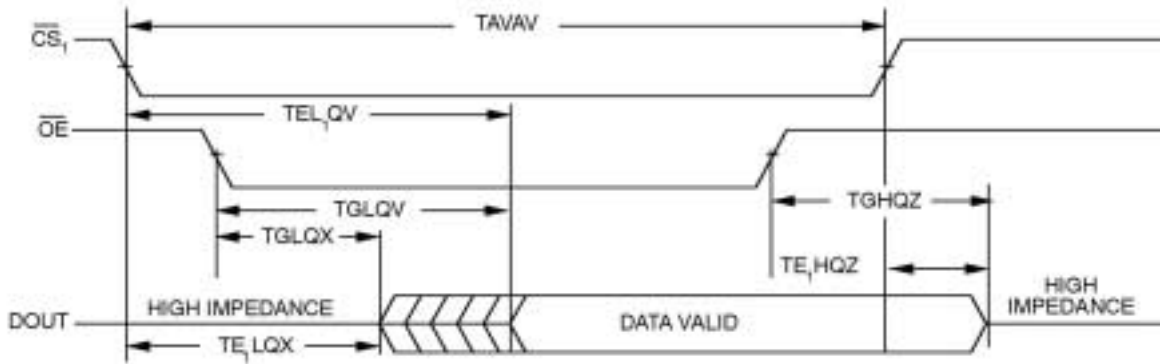 TAVAV
CS₁
TEL₁QV
OE
TGLQV
TGHQZ
TGLQX
TE₁HQZ
HIGH IMPEDANCE
HIGH
IMPEDANCE
DOUT
DATA VALID
TE₁LQX